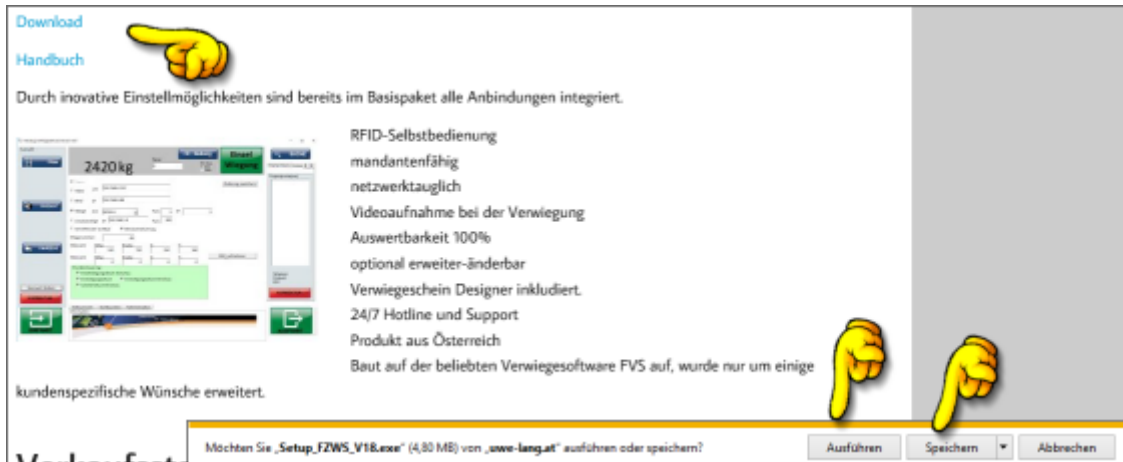 Download
Handbuch
Durch inovative Einstellmöglichkeiten sind bereits im Basispaket alle Anbindungen integriert.
2420 kg
Einzel
Wiegung
RFID-Selbstbedienung
mandantenfähig
netzwerktauglich
Videoaufnahme bei der Verwiegung
Auswertbarkeit 100%
optional erweiter-änderbar
Verwiegeschein Designer inkludiert.
24/7 Hotline und Support
Produkt aus Österreich
Baut auf der beliebten Verwiegesoftware FVS auf, wurde nur um einige
kundenspezifische Wünsche erweitert.
Möchten Sie „Setup_FZWS_V18.exe“ (4,80 MB) von „uwe-lang.at“ ausführen oder speichern?
Ausführen Speichern Abbrechen